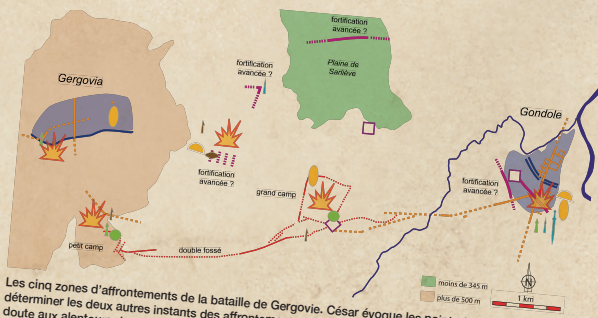 fortification
avancée ?
Plaine de
Sarliève
fortification
avancée ?
Gergovia
Gondole
fortification
avancée ?
fortification
avancée ?
grand camp
petit camp
double fossé
N
moins de 345 m
plus de 500 m
1 km
Les cinq zones d'affrontements de la bataille de Gergovie. César évoque les
déterminer les deux autres instants des
doute aux